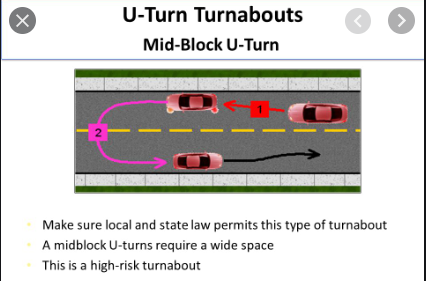 U-Turn Turnabouts
Mid-Block U-Turn
1
2
Make sure local and state law permits this type of turnabout
A midblock U-turns require a wide space
This is a high-risk turnabout